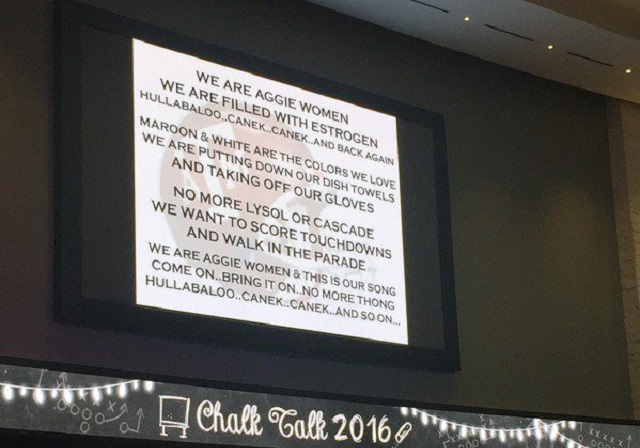 WE ARE AGGIE WOMEN
WE ARE FILLED WITH ESTROGEN
HULLABALOO..CANEK..CANEK..AND BACK AGAIN
MAROON & WHITE ARE THE COLORS WE LOVE
WE ARE PUTTING DOWN OUR DISH TOWELS
AND TAKING OFF OUR GLOVES
NO MORE LYSOL OR CASCADE
WE WANT TO SCORE TOUCHDOWNS
AND WALK IN THE PARADE
WE ARE AGGIE WOMEN & THIS IS OUR SONG
COME ON..BRING IT ON..NO MORE THONG
HULLABALOO..CANEK..CANEK..AND SO ON...
Chalk Talk 2016